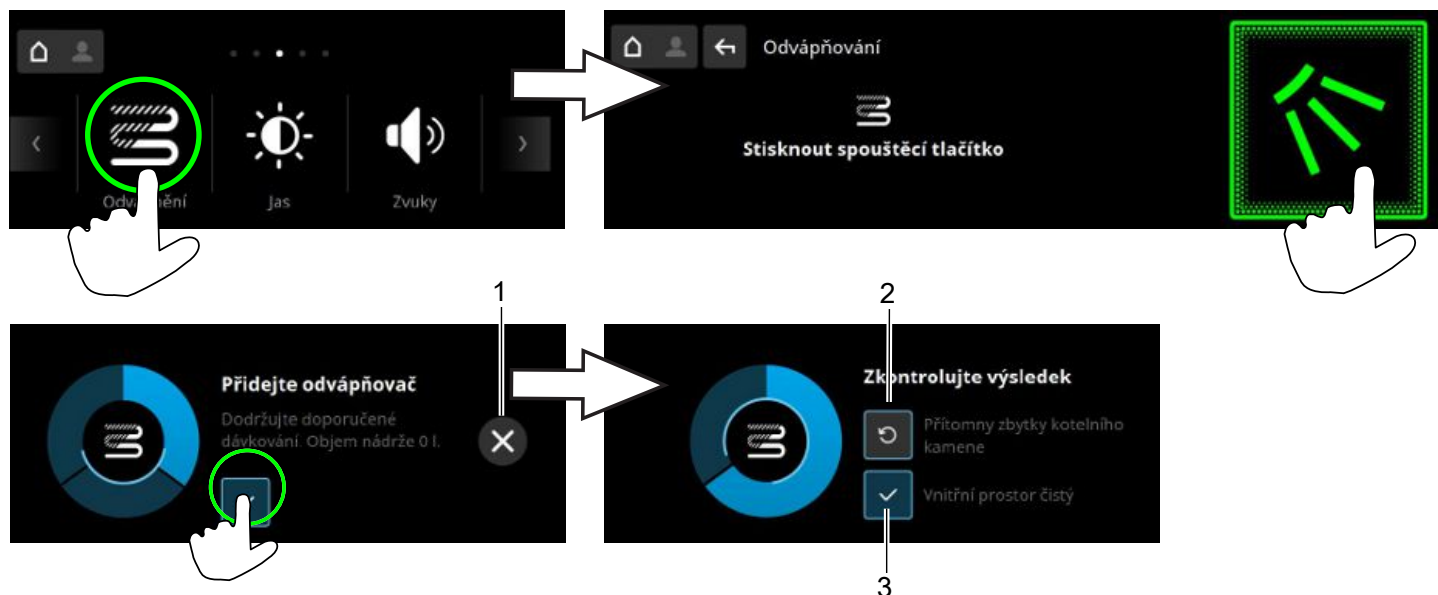 Jas
Zvuky
Odvápňování
Stisknout spouštěcí tlačítko
1
Přidejte odvápňovač
Dodržujte doporučené
dávkování. Objem nádrže 0 l.
2
Zkontrolujte výsledek
Přítomny zbytky kotelního
kamene
Vnitřní prostor čistý
3